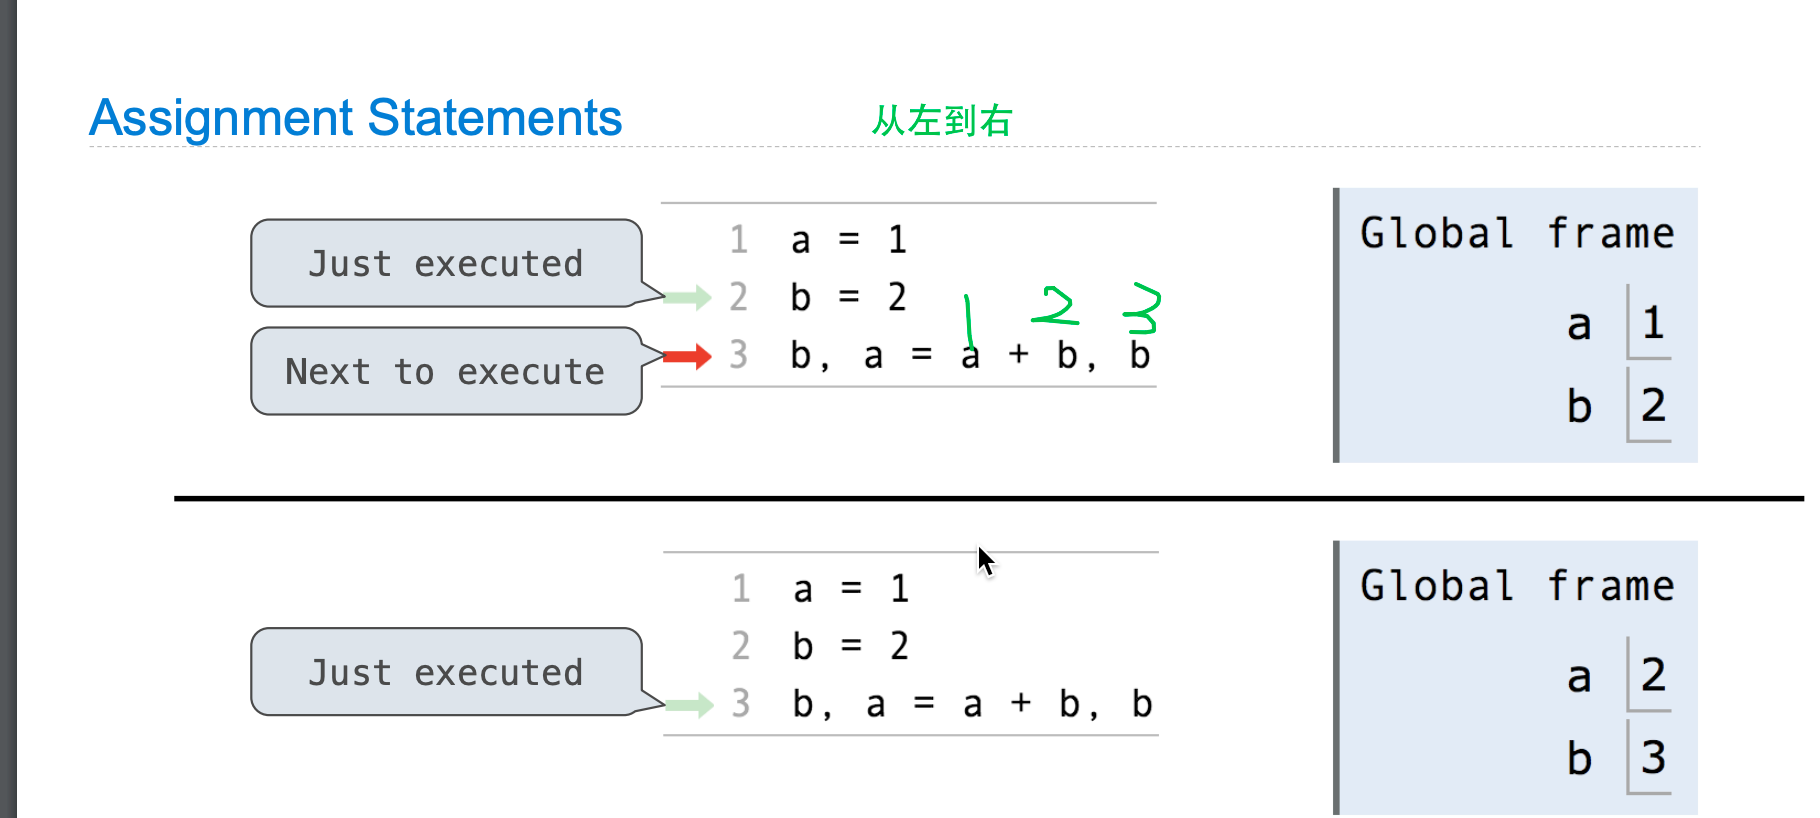 Assignment Statements 从左到右
Just executed
Next to execute
1 a = 1
2 b = 2
1 2 3
3 b, a = a + b, b
Global frame
a 1
b 2
Just executed
1 a = 1
2 b = 2
3 b, a = a + b, b
Global frame
a 2
b 3